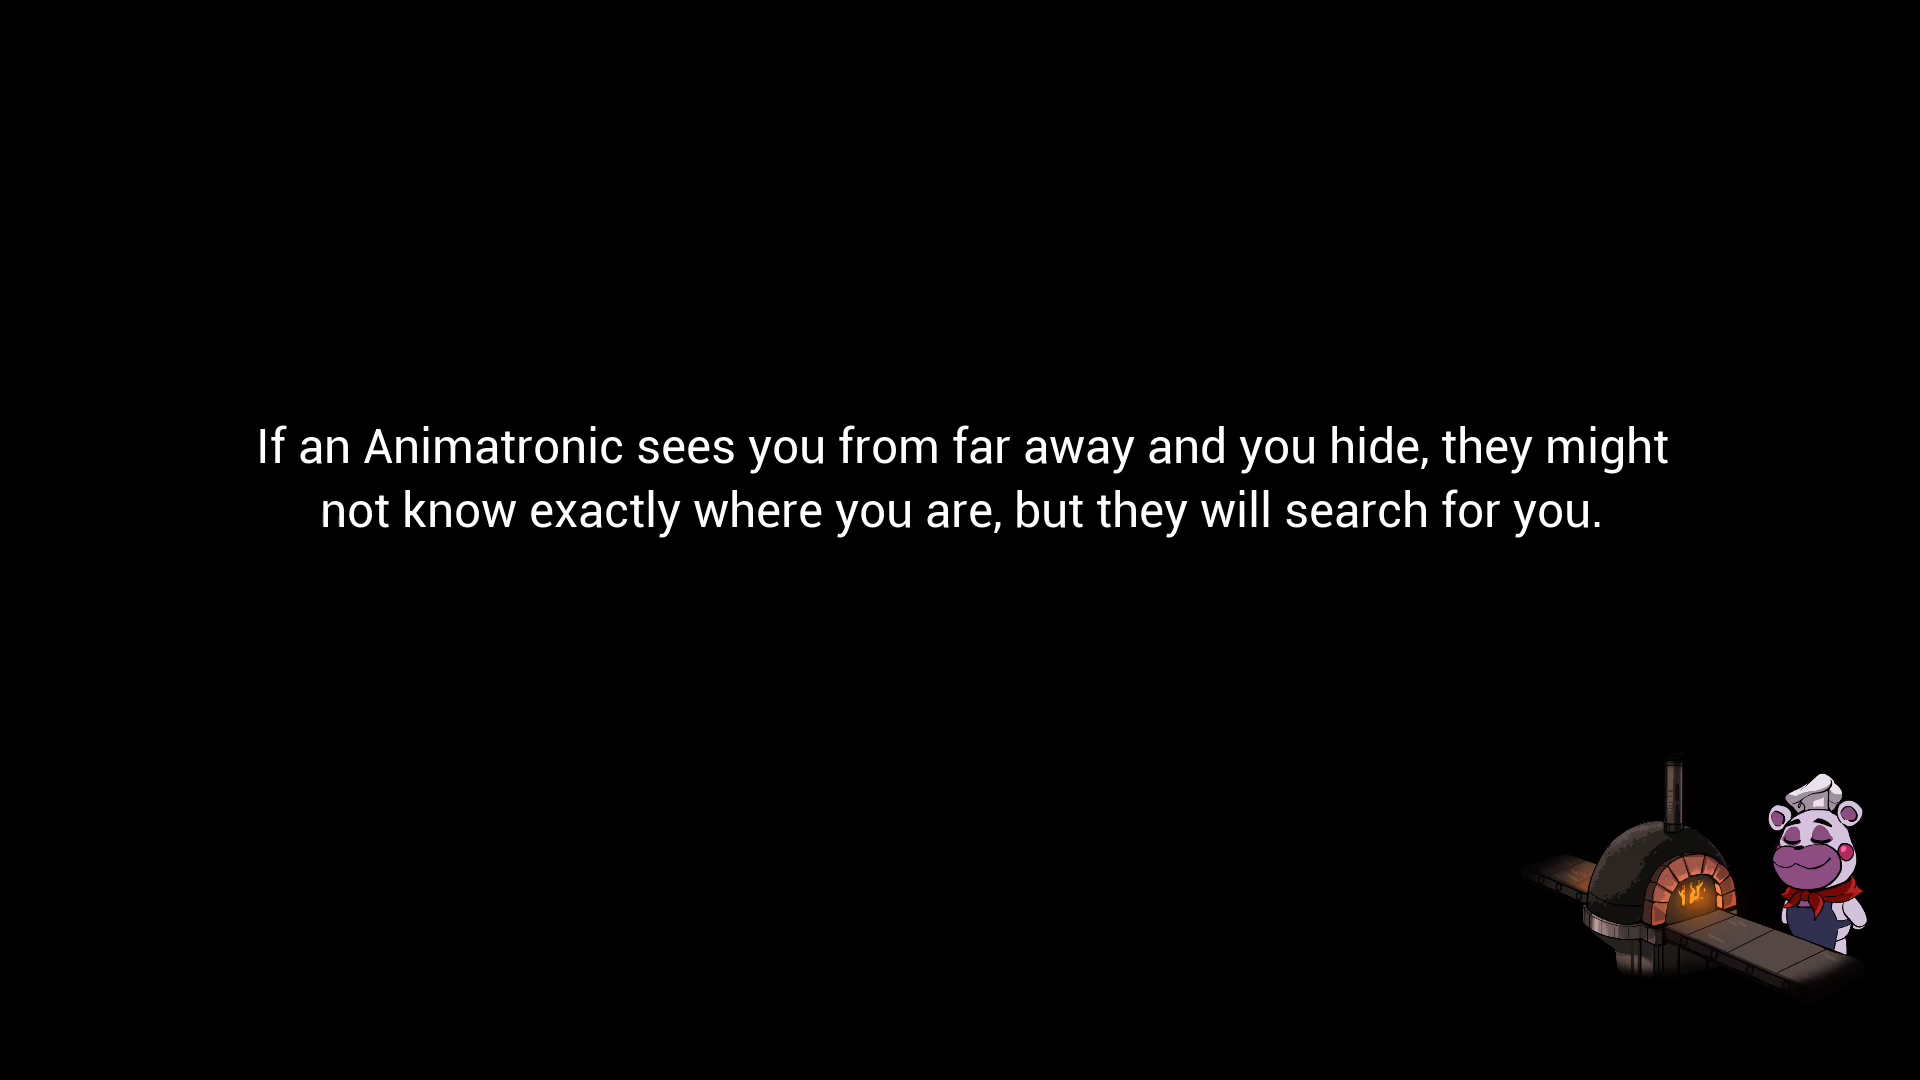 If an Animatronic sees you from far away and you hide, they might
not know exactly where you are, but they will search for you.